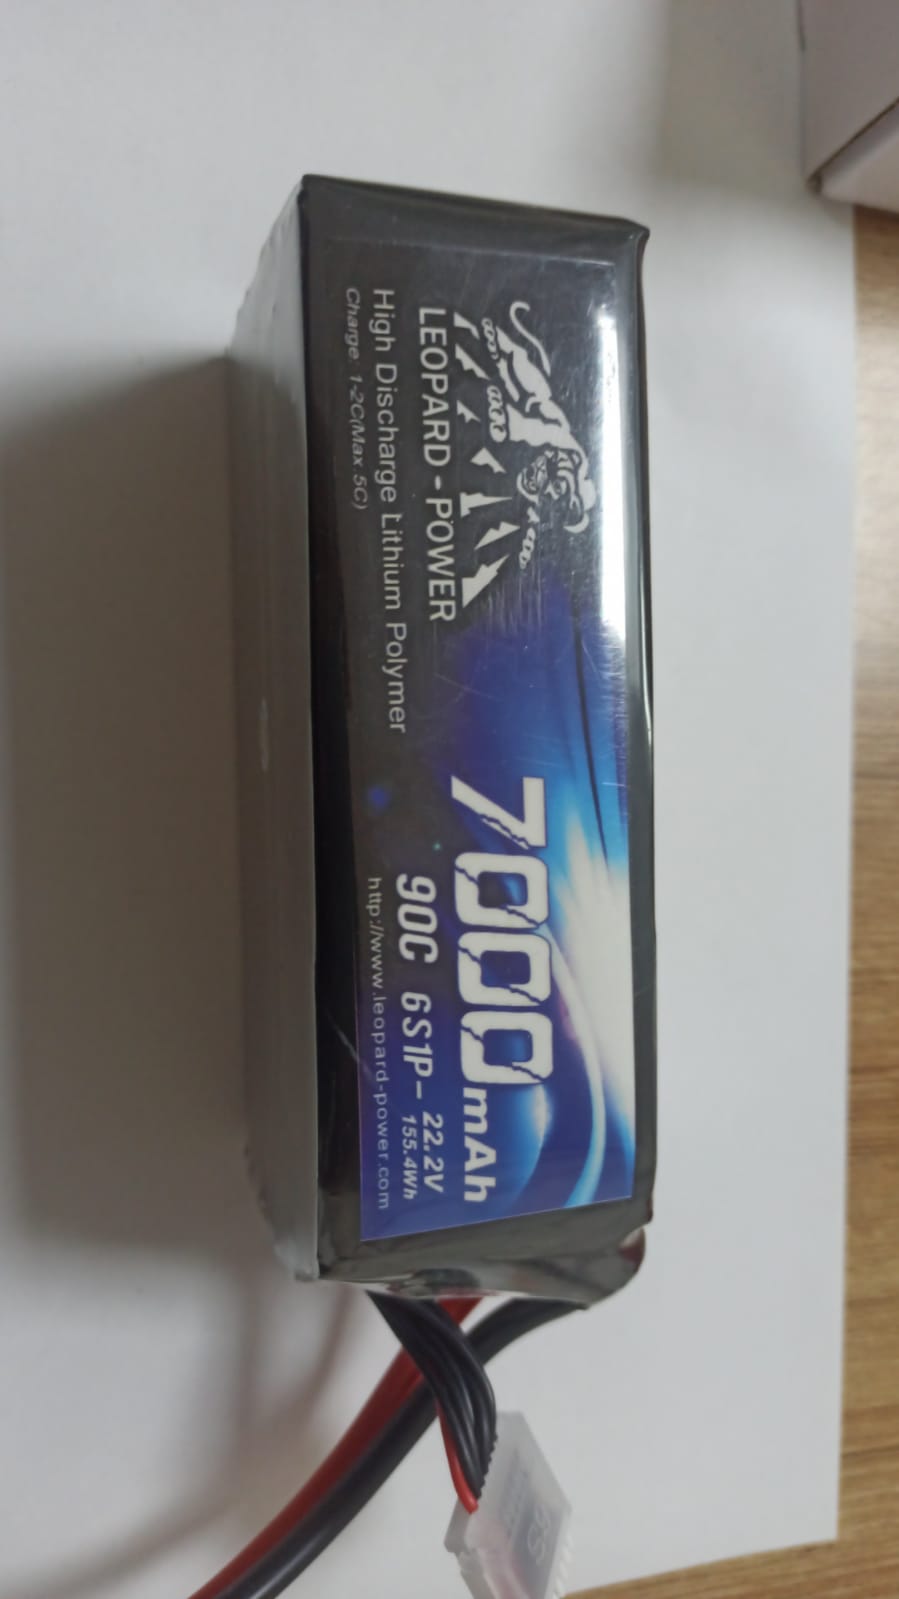 LEOPARD-POWER
High Discharge Lithium Polymer
Charge: 1-2C(Max 5C)
7000mAh
90C 6S1P- 22.2V
155.4Wh
http://www.leopard-power.com